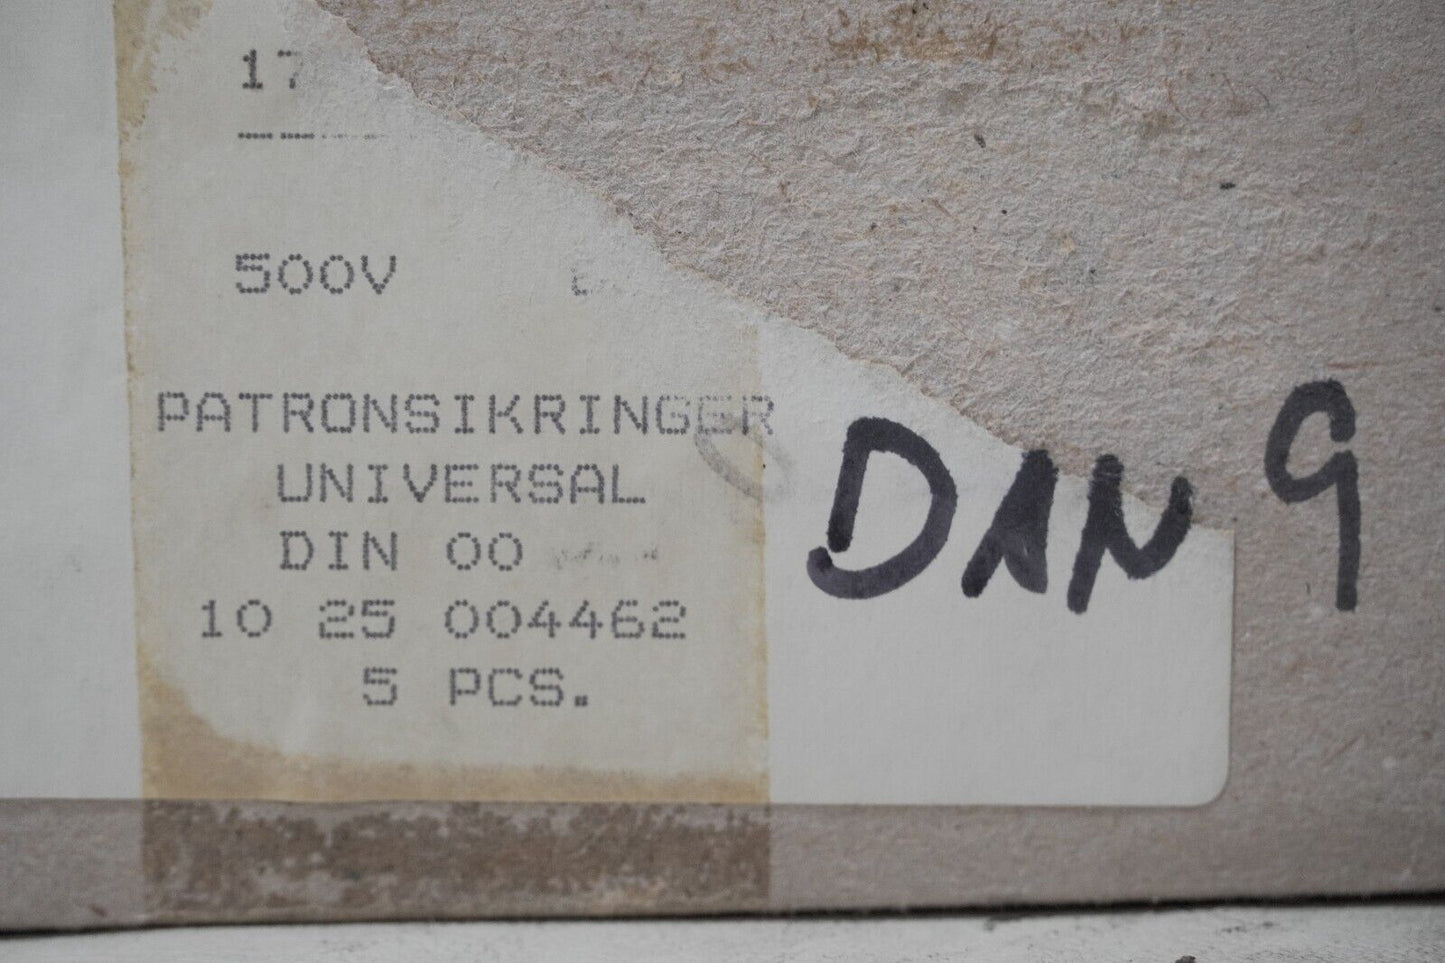 17
500V
PATRONSIKRINGER
UNIVERSAL
DIN 00
10 25 004462
5 PCS.
DAN 9